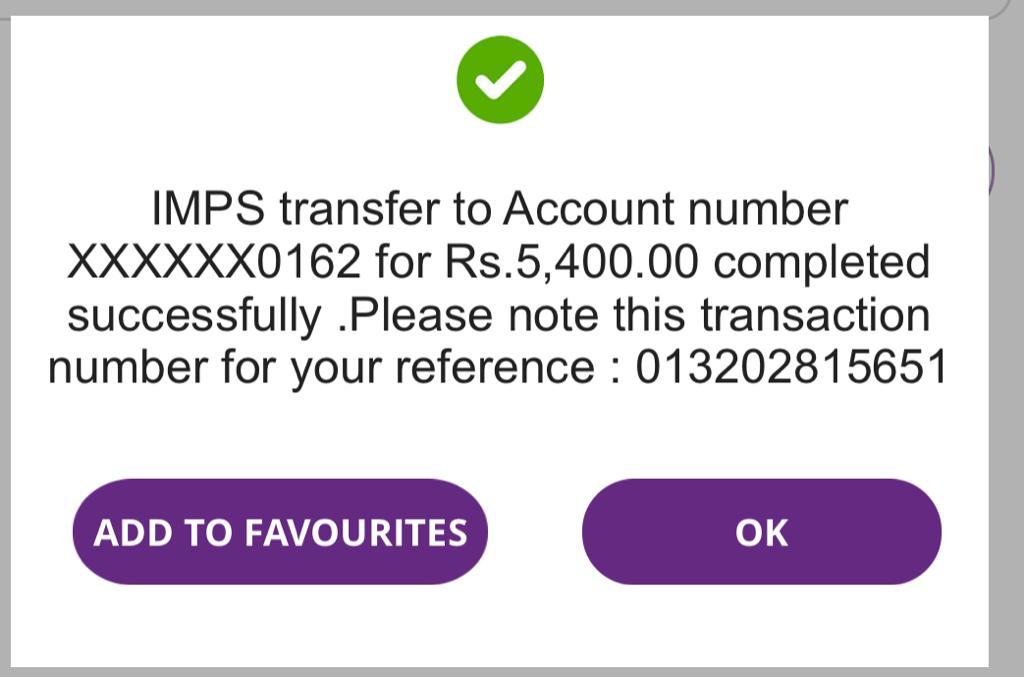 IMPS transfer to Account number
XXXXXX0162 for Rs.5,400.00 completed
successfully .Please note this transaction
number for your reference : 013202815651
ADD TO FAVOURITES
OK